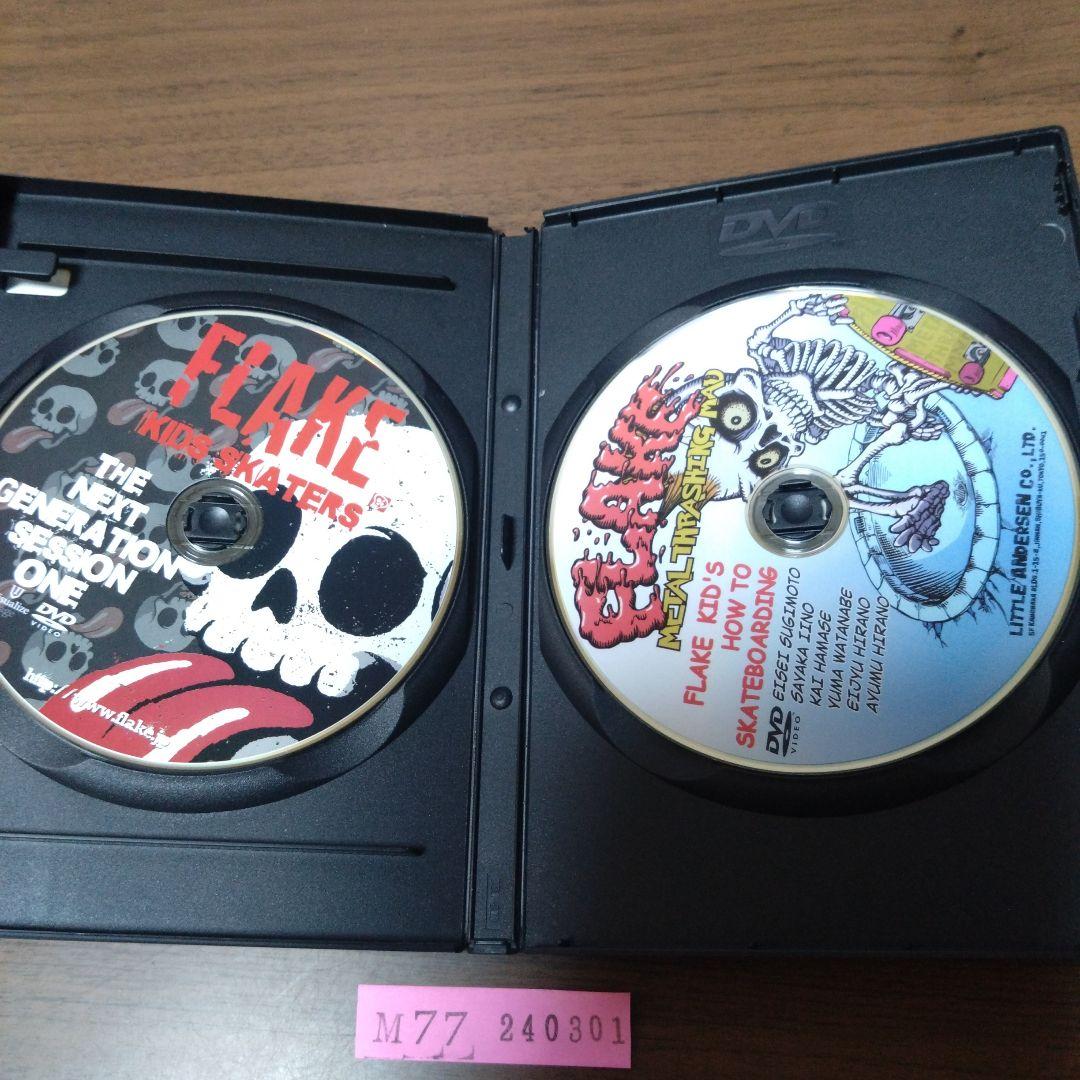 FLAKE
KIDS SKATERS
THE
NEXT
GENERATION
SESSION
ONE
DVD
VIDEO
http://www.flake.jp
DVD
FLAKE
METAL THRASHING MAD
FLAKE KID'S
HOW TO
SKATEBOARDING
DVD
VIDEO
EISEI SUGIMOTO
SAYAKA IINO
KAI HAMASE
YUMA WATANABE
EIJYU HIRANO
AYUMU HIRANO
LITTLE ANDERSEN CO., LTD.
M77 240301